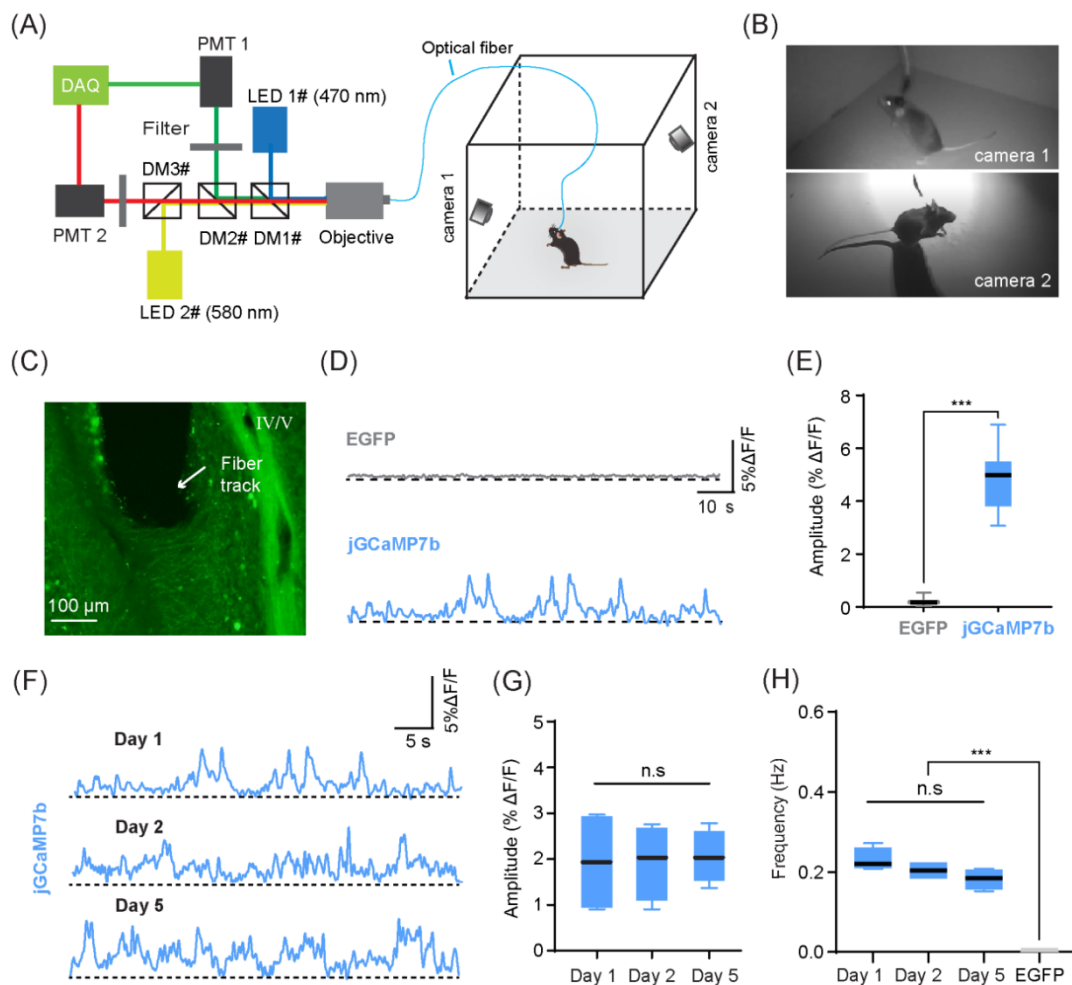 (A)
PMT 1
DAQ
LED 1# (470 nm)
Filter
DM3#
PMT 2
DM2#
DM1#
Objective
LED 2# (580 nm)
Optical fiber
camera 1
camera 2
(B)
camera 1
camera 2
(C)
IV/V
Fiber
track
100 μm
(D)
EGFP
5%ΔF/F
10 s
jGCaMP7b
(E)
Amplitude (% ΔF/F)
8
6
4
2
0
***
EGFP
jGCaMP7b
(F)
5%ΔF/F
5 s
jGCaMP7b
Day 1
Day 2
Day 5
(G)
Amplitude (% ΔF/F)
5
4
3
2
1
0
n.s
Day 1
Day 2
Day 5
(H)
Frequency (Hz)
0.6
0.4
0.2
0.0
***
n.s
Day 1
Day 2
Day 5
EGFP